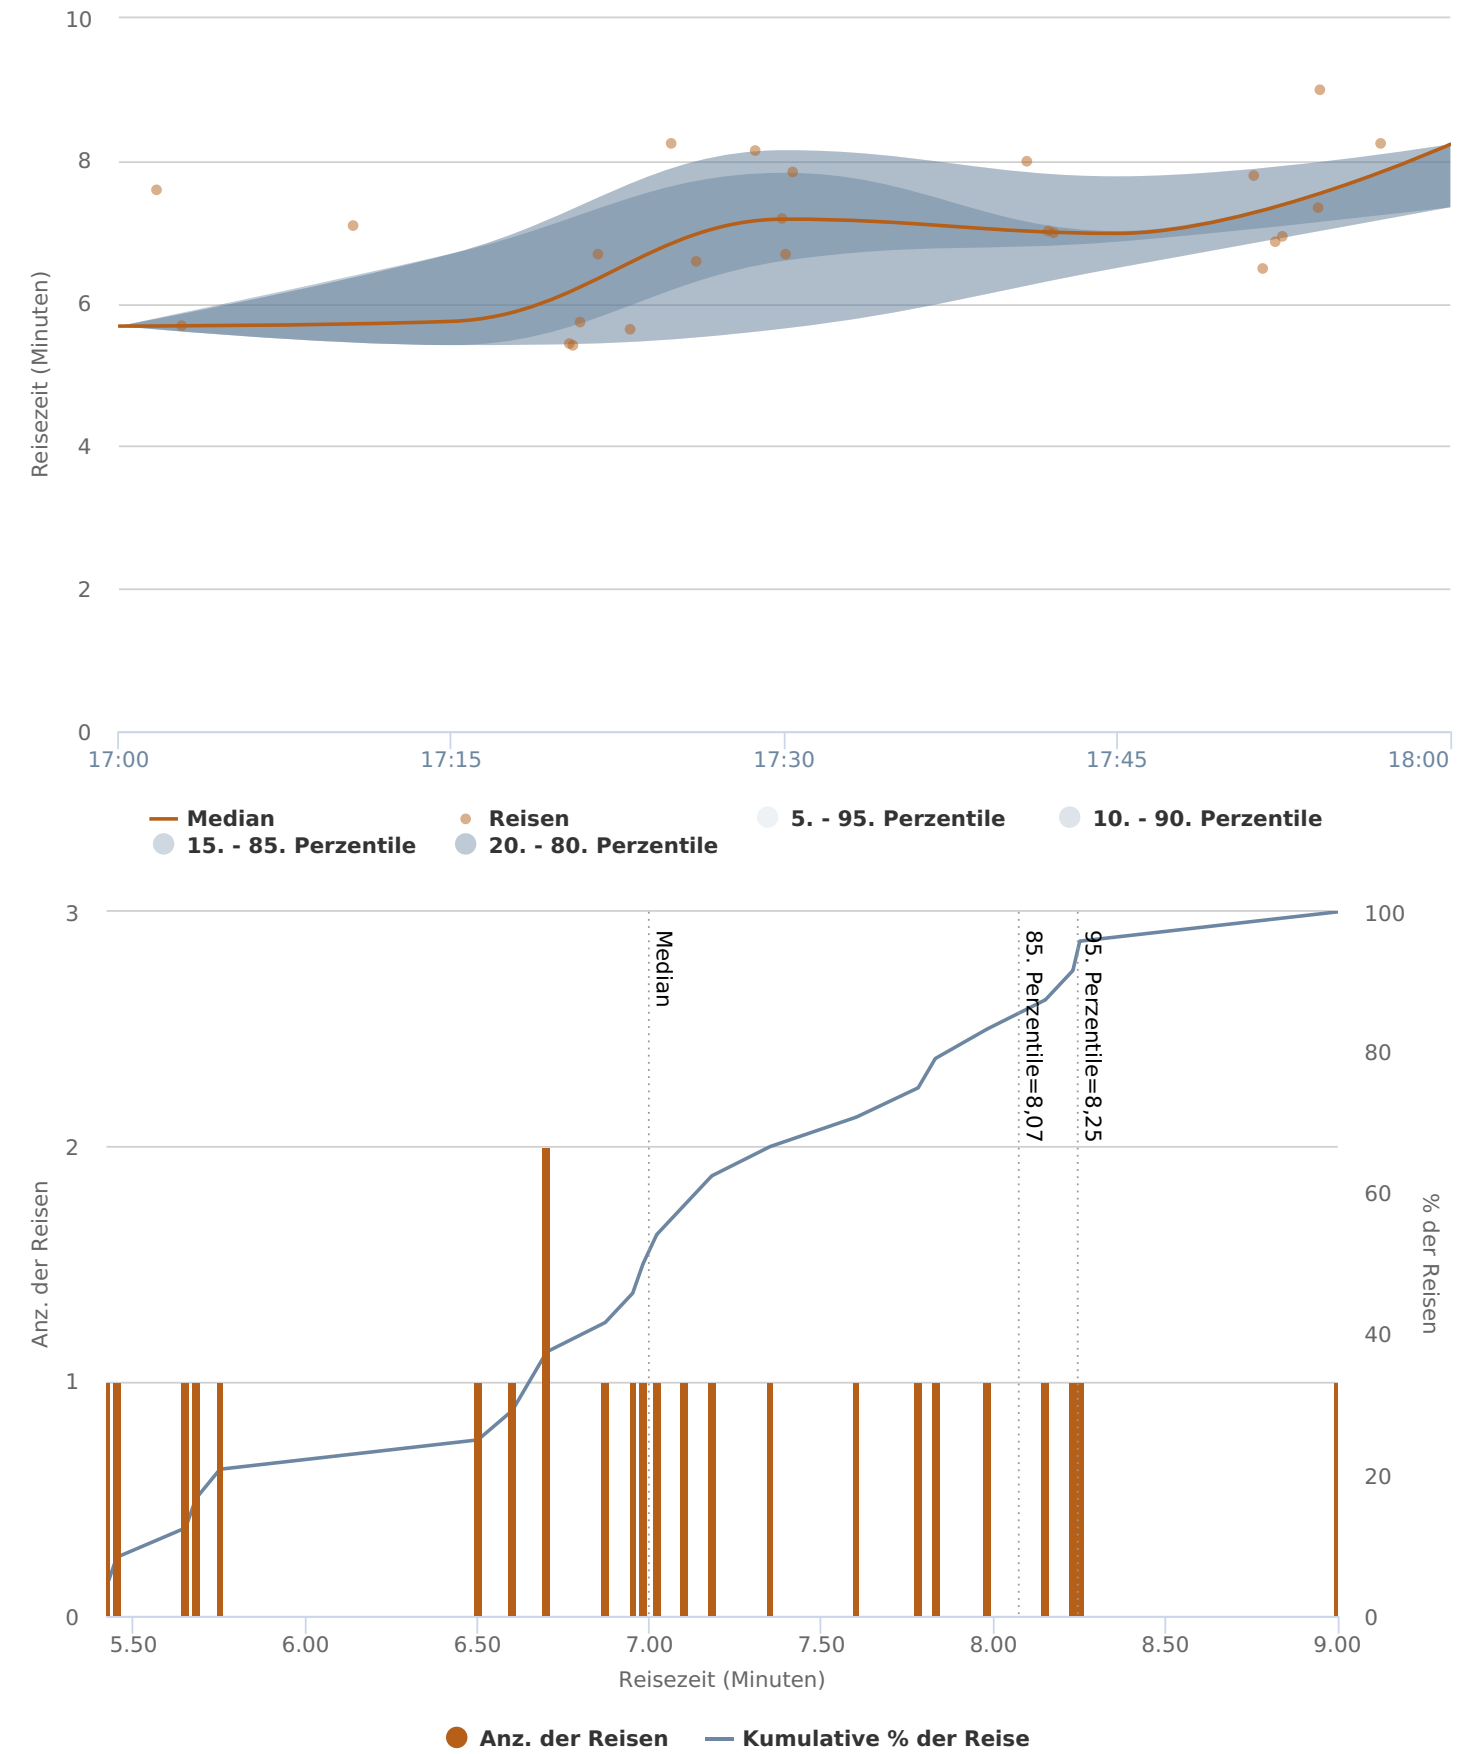 10
8
6
4
2
0
Reisezeit (Minuten)
17:00 17:15 17:30 17:45 18:00
Median Reisen 5. - 95. Perzentile 10. - 90. Perzentile
15. - 85. Perzentile 20. - 80. Perzentile
3
2
1
0
Anz. der Reisen
Median
85. Perzentile=8,07
95. Perzentile=8,25
100
80
60
40
20
0
% der Reisen
5.50 6.00 6.50 7.00 7.50 8.00 8.50 9.00
Reisezeit (Minuten)
Anz. der Reisen Kumulative % der Reise